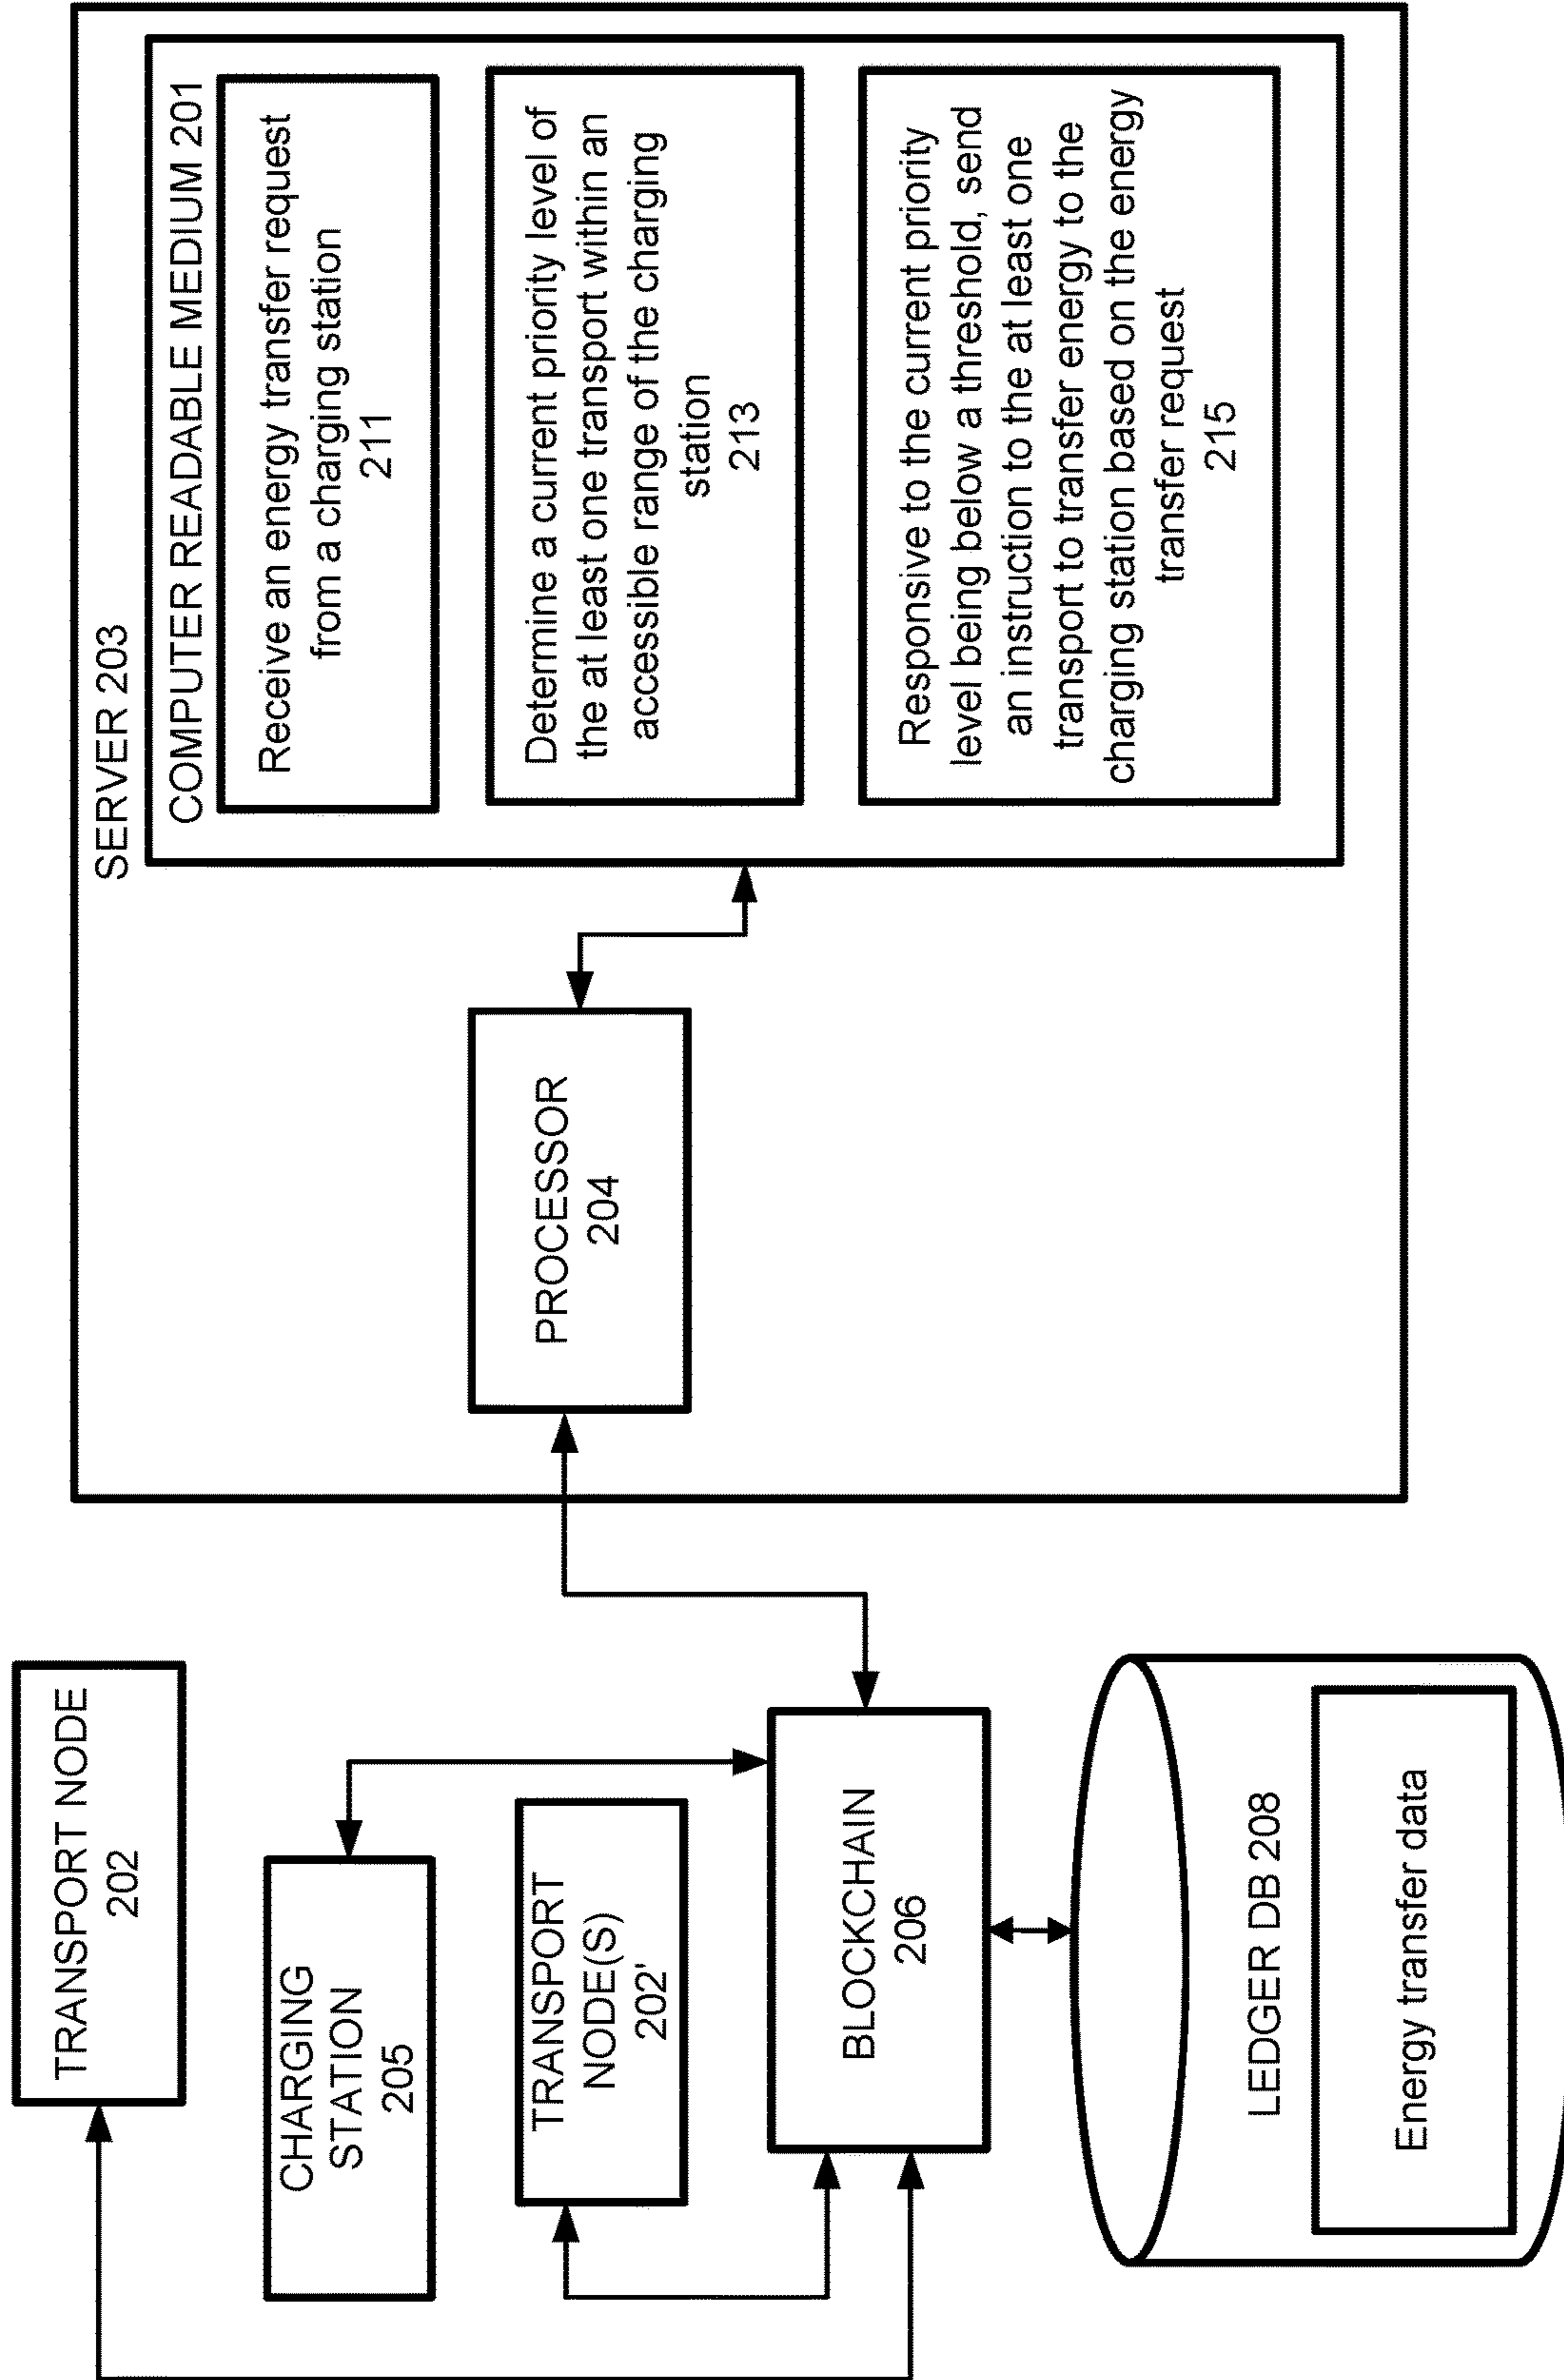 TRANSPORT NODE
202
CHARGING
STATION
205
TRANSPORT
NODE(S)
202'
BLOCKCHAIN
206
LEDGER DB 208
Energy transfer data
SERVER 203
PROCESSOR
204
COMPUTER READABLE MEDIUM 201
Receive an energy transfer request
from a charging station
211
Determine a current priority level of
the at least one transport within an
accessible range of the charging
station
213
Responsive to the current priority
level being below a threshold, send
an instruction to the at least one
transport to transfer energy to the
charging station based on the energy
transfer request
215